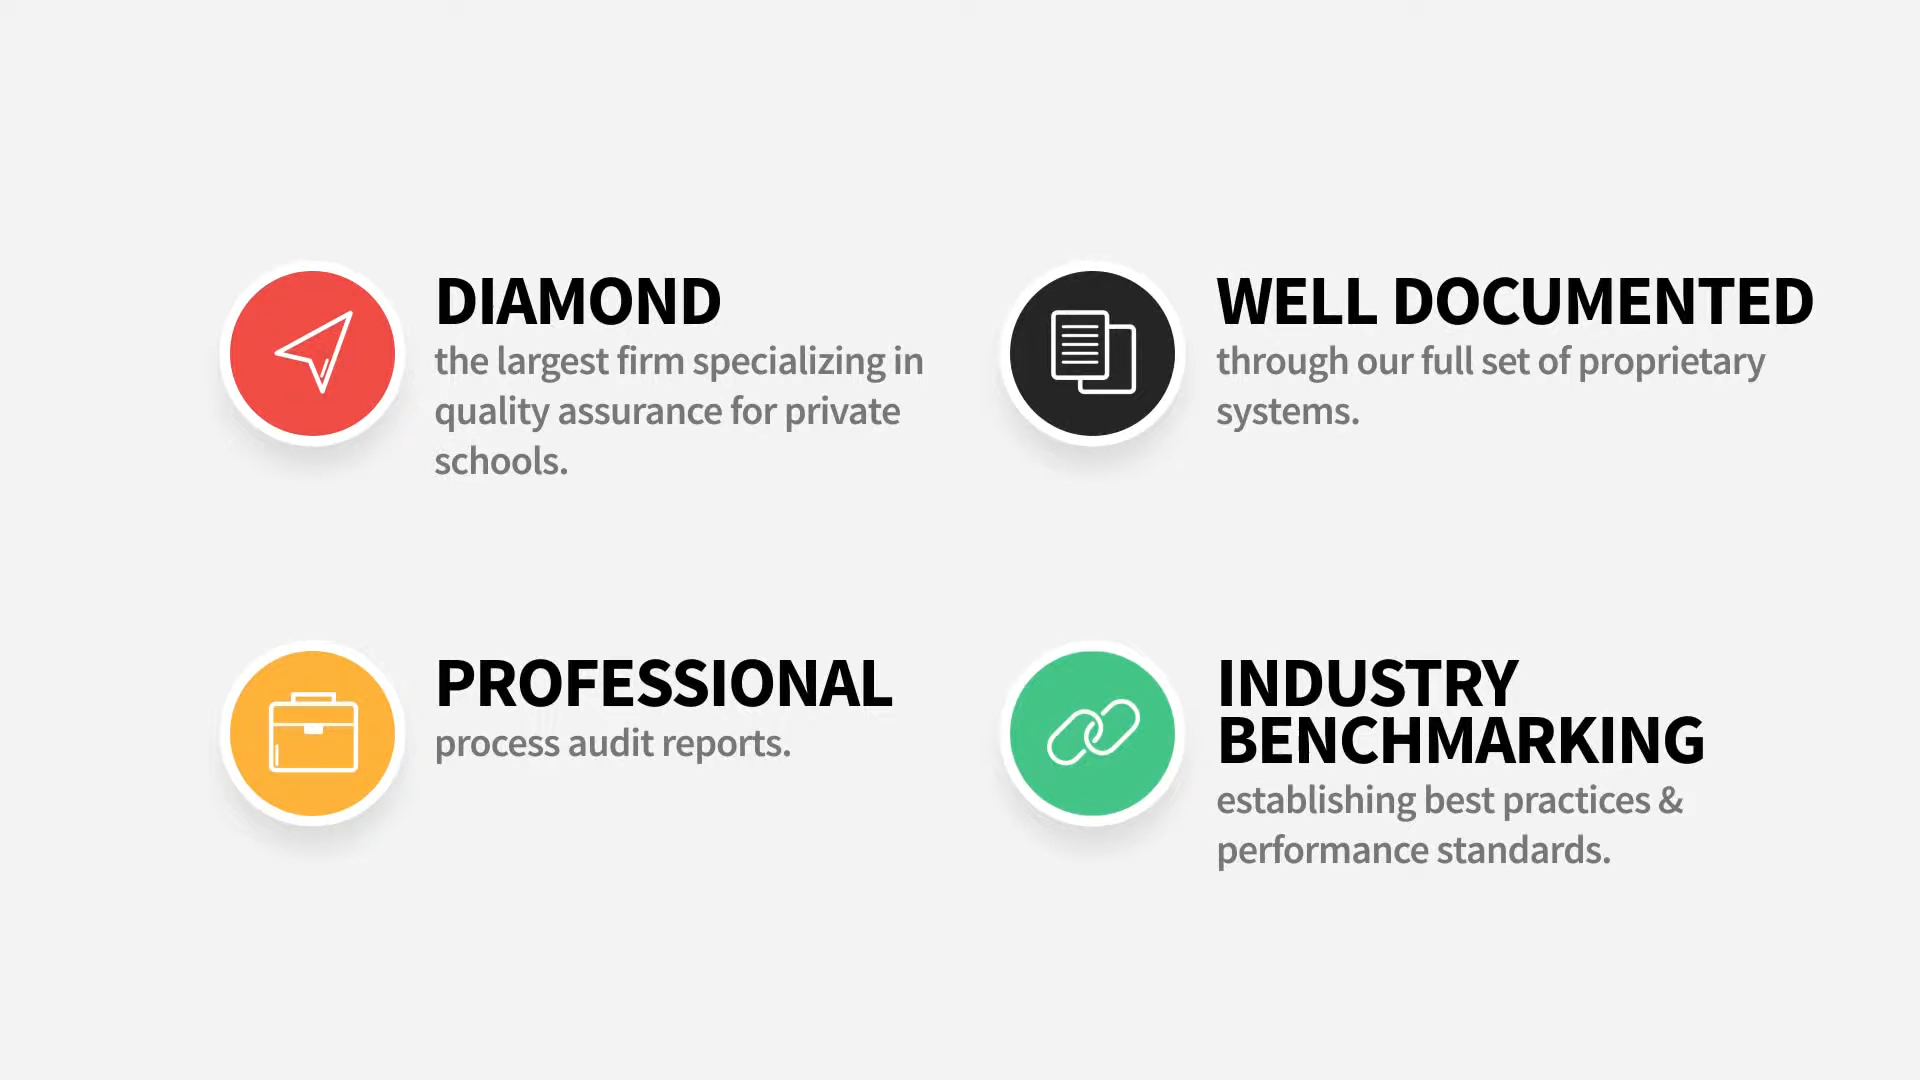 DIAMOND
the largest firm specializing in
quality assurance for private
schools.
WELL DOCUMENTED
through our full set of proprietary
systems.
PROFESSIONAL
process audit reports.
INDUSTRY
BENCHMARKING
establishing best practices &
performance standards.